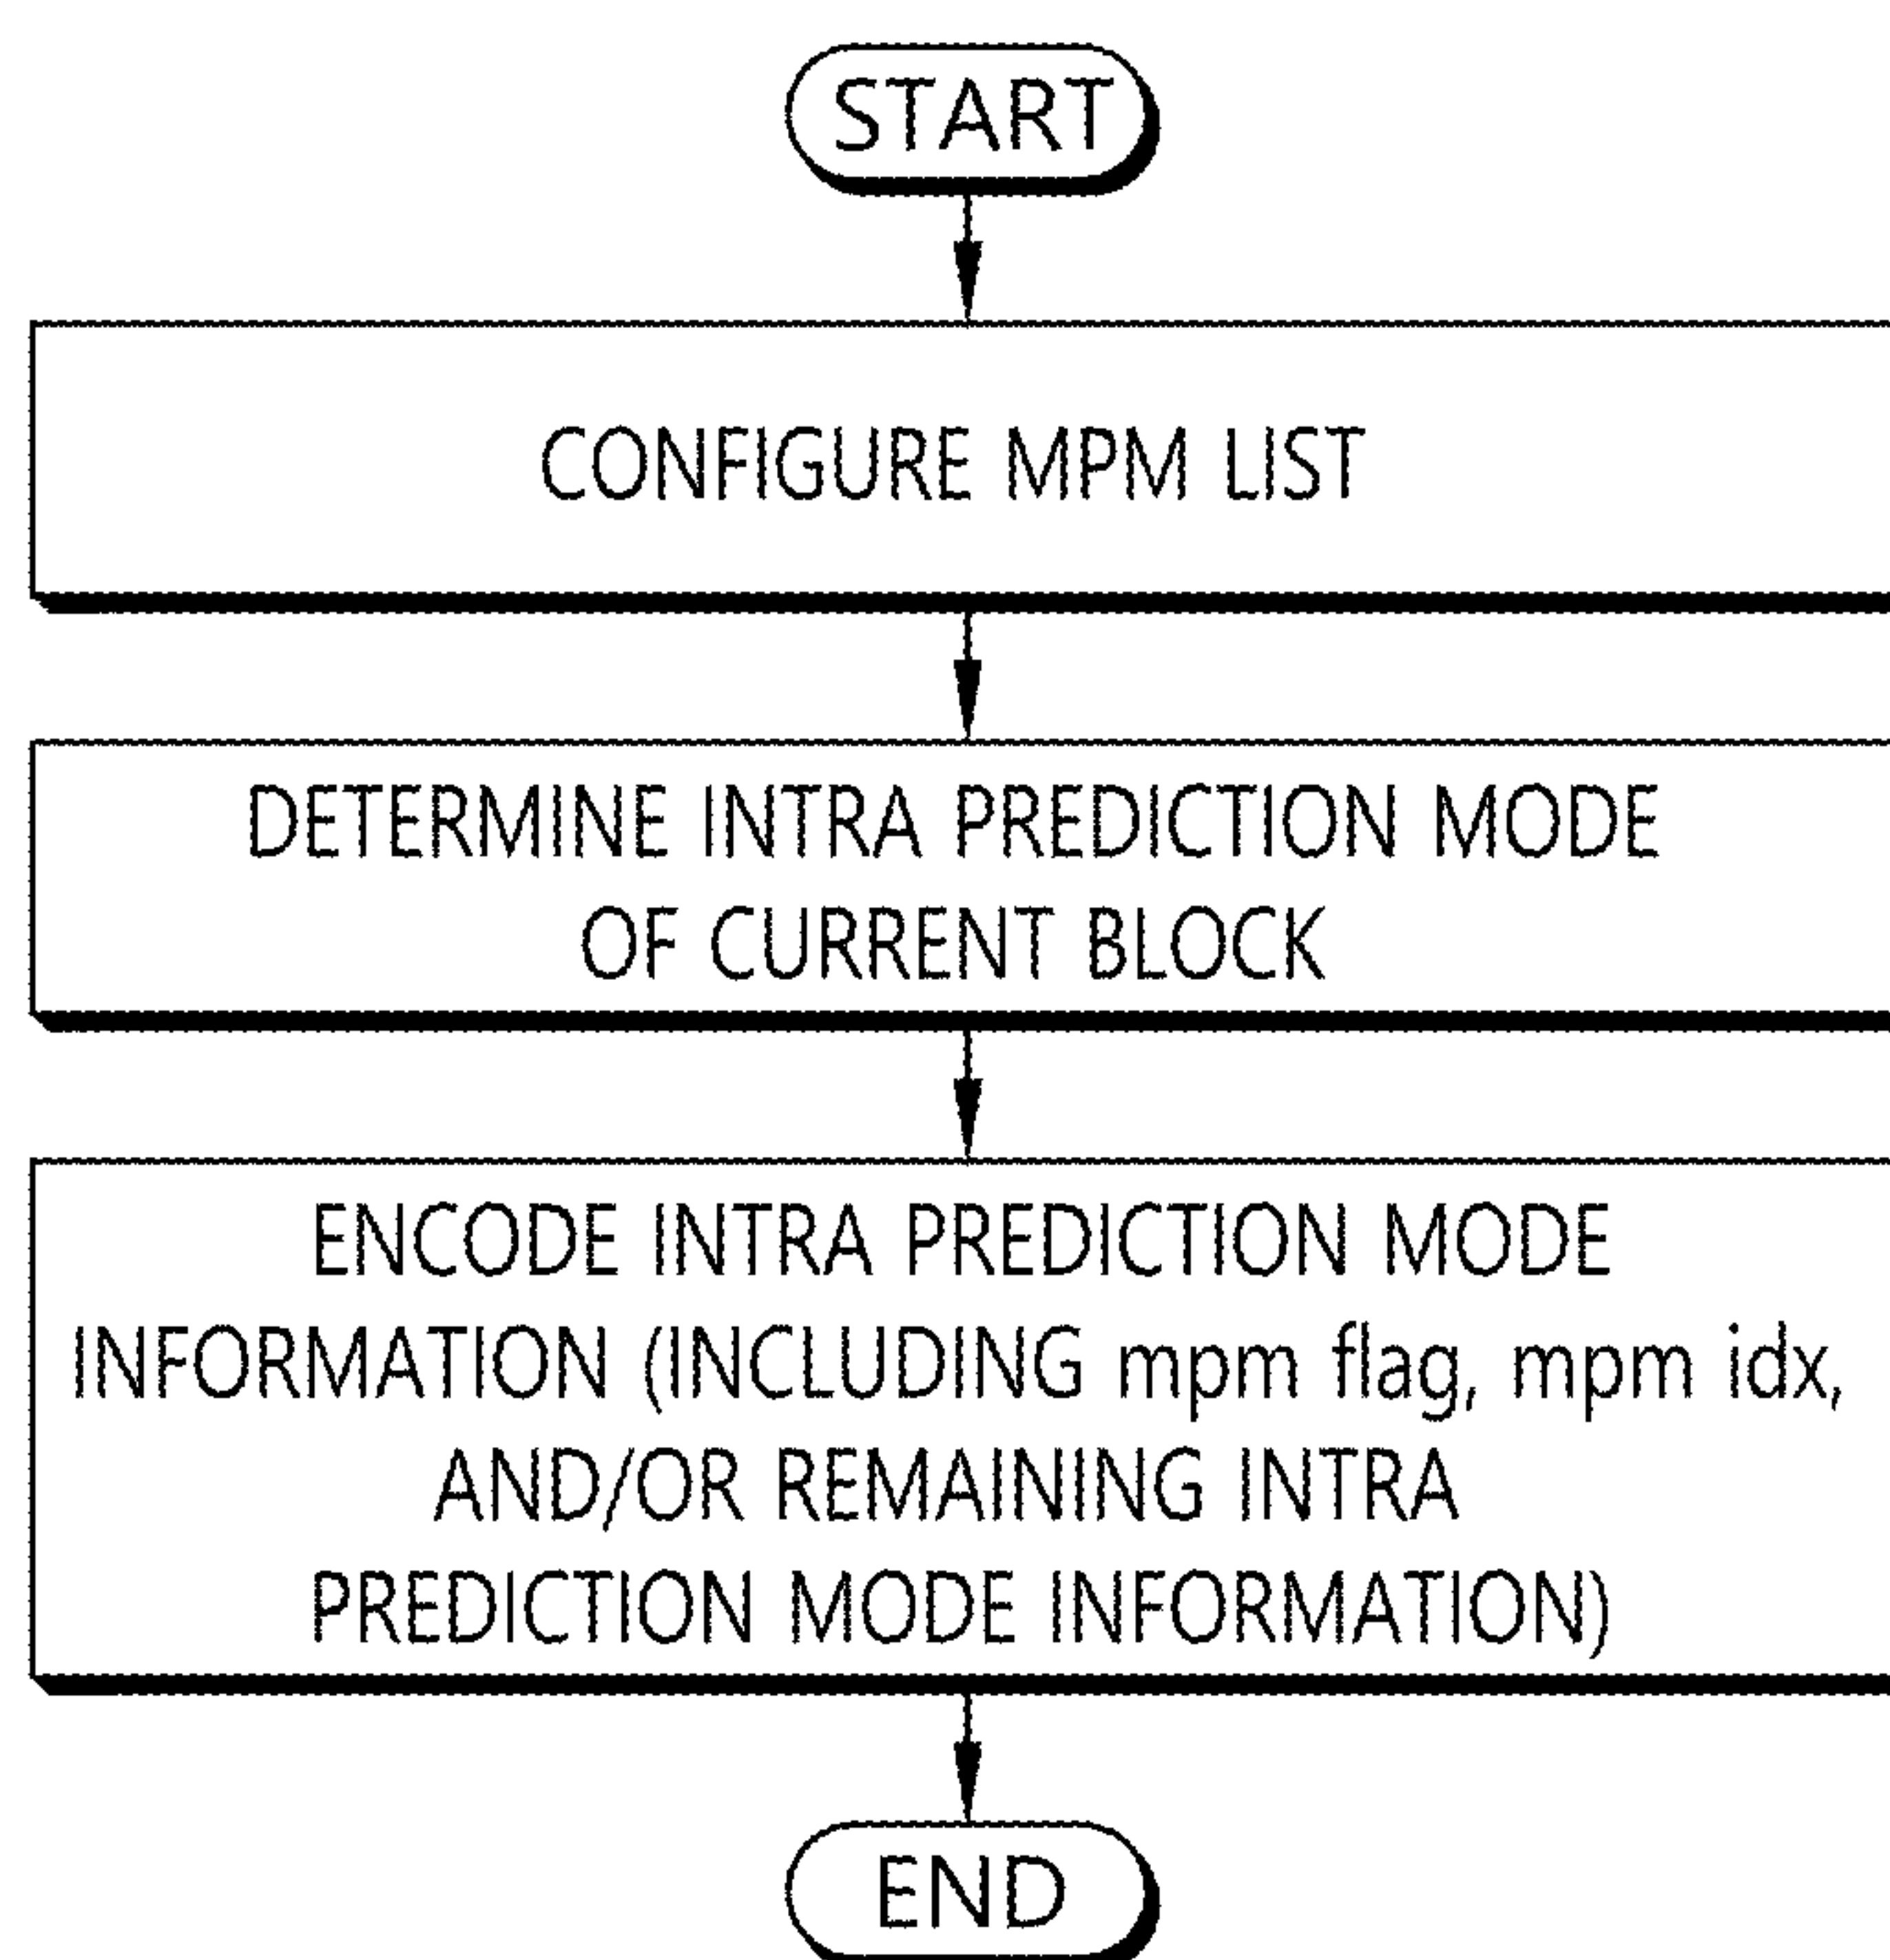 START
CONFIGURE MPM LIST
DETERMINE INTRA PREDICTION MODE
OF CURRENT BLOCK
ENCODE INTRA PREDICTION MODE
INFORMATION (INCLUDING mpm flag, mpm idx,
AND/OR REMAINING INTRA
PREDICTION MODE INFORMATION)
END